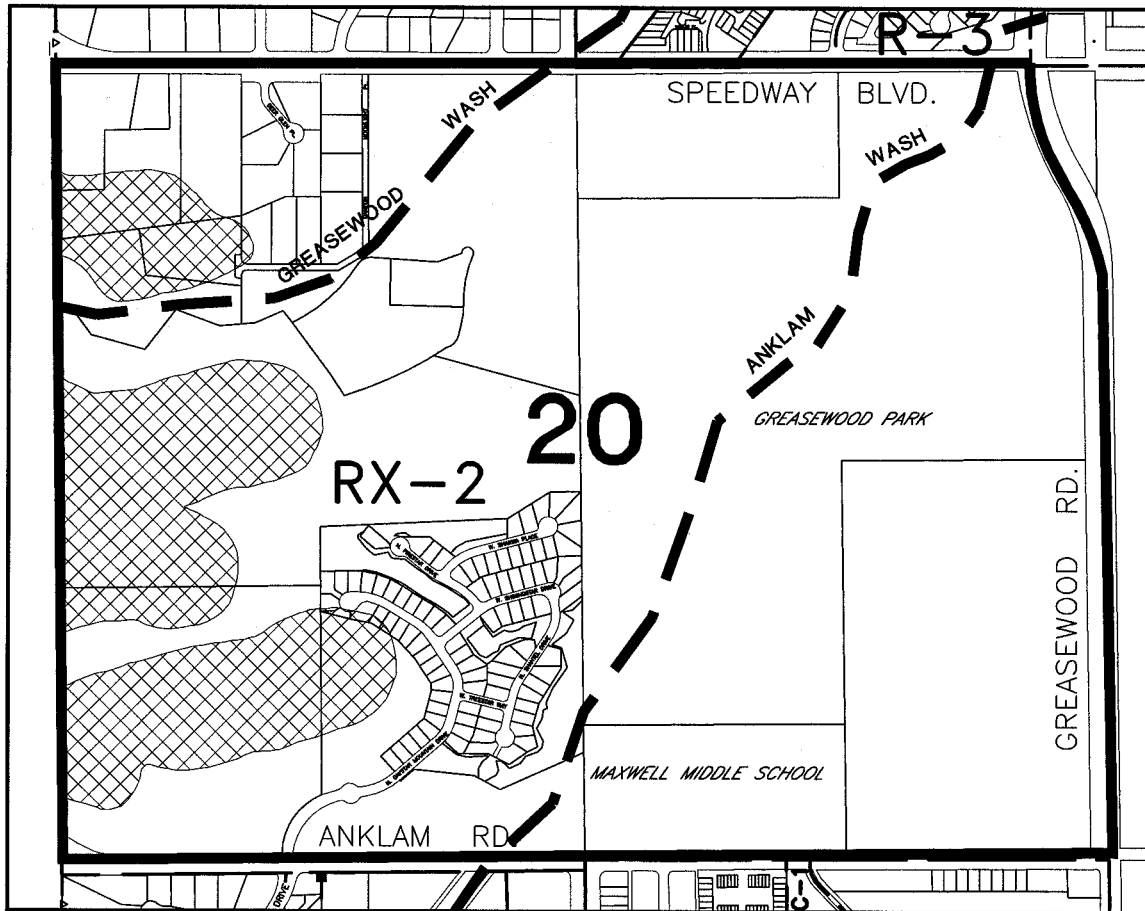 R-3
SPEEDWAY BLVD.
WASH
WASH
GREASEWOOD
ANKLAM
20
GREASEWOOD PARK
RX-2
GREASEWOOD RD.
MAXWELL MIDDLE SCHOOL
ANKLAM RD.
DRIVE
C-1